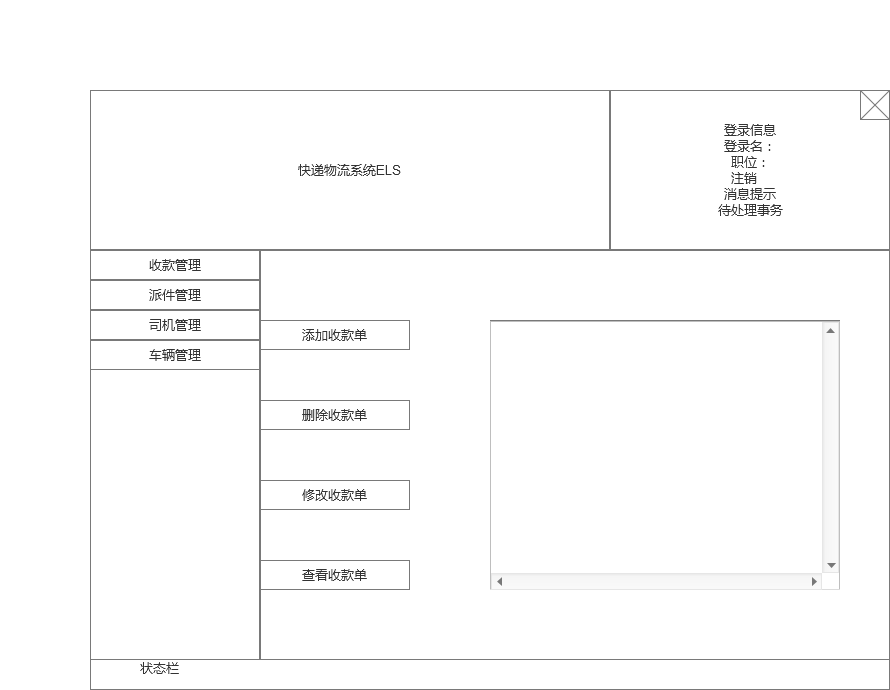 快递物流系统ELS
登录信息
登录名：
职位：
注销
消息提示
待处理事务
收款管理
派件管理
司机管理
车辆管理
添加收款单
删除收款单
修改收款单
查看收款单
状态栏